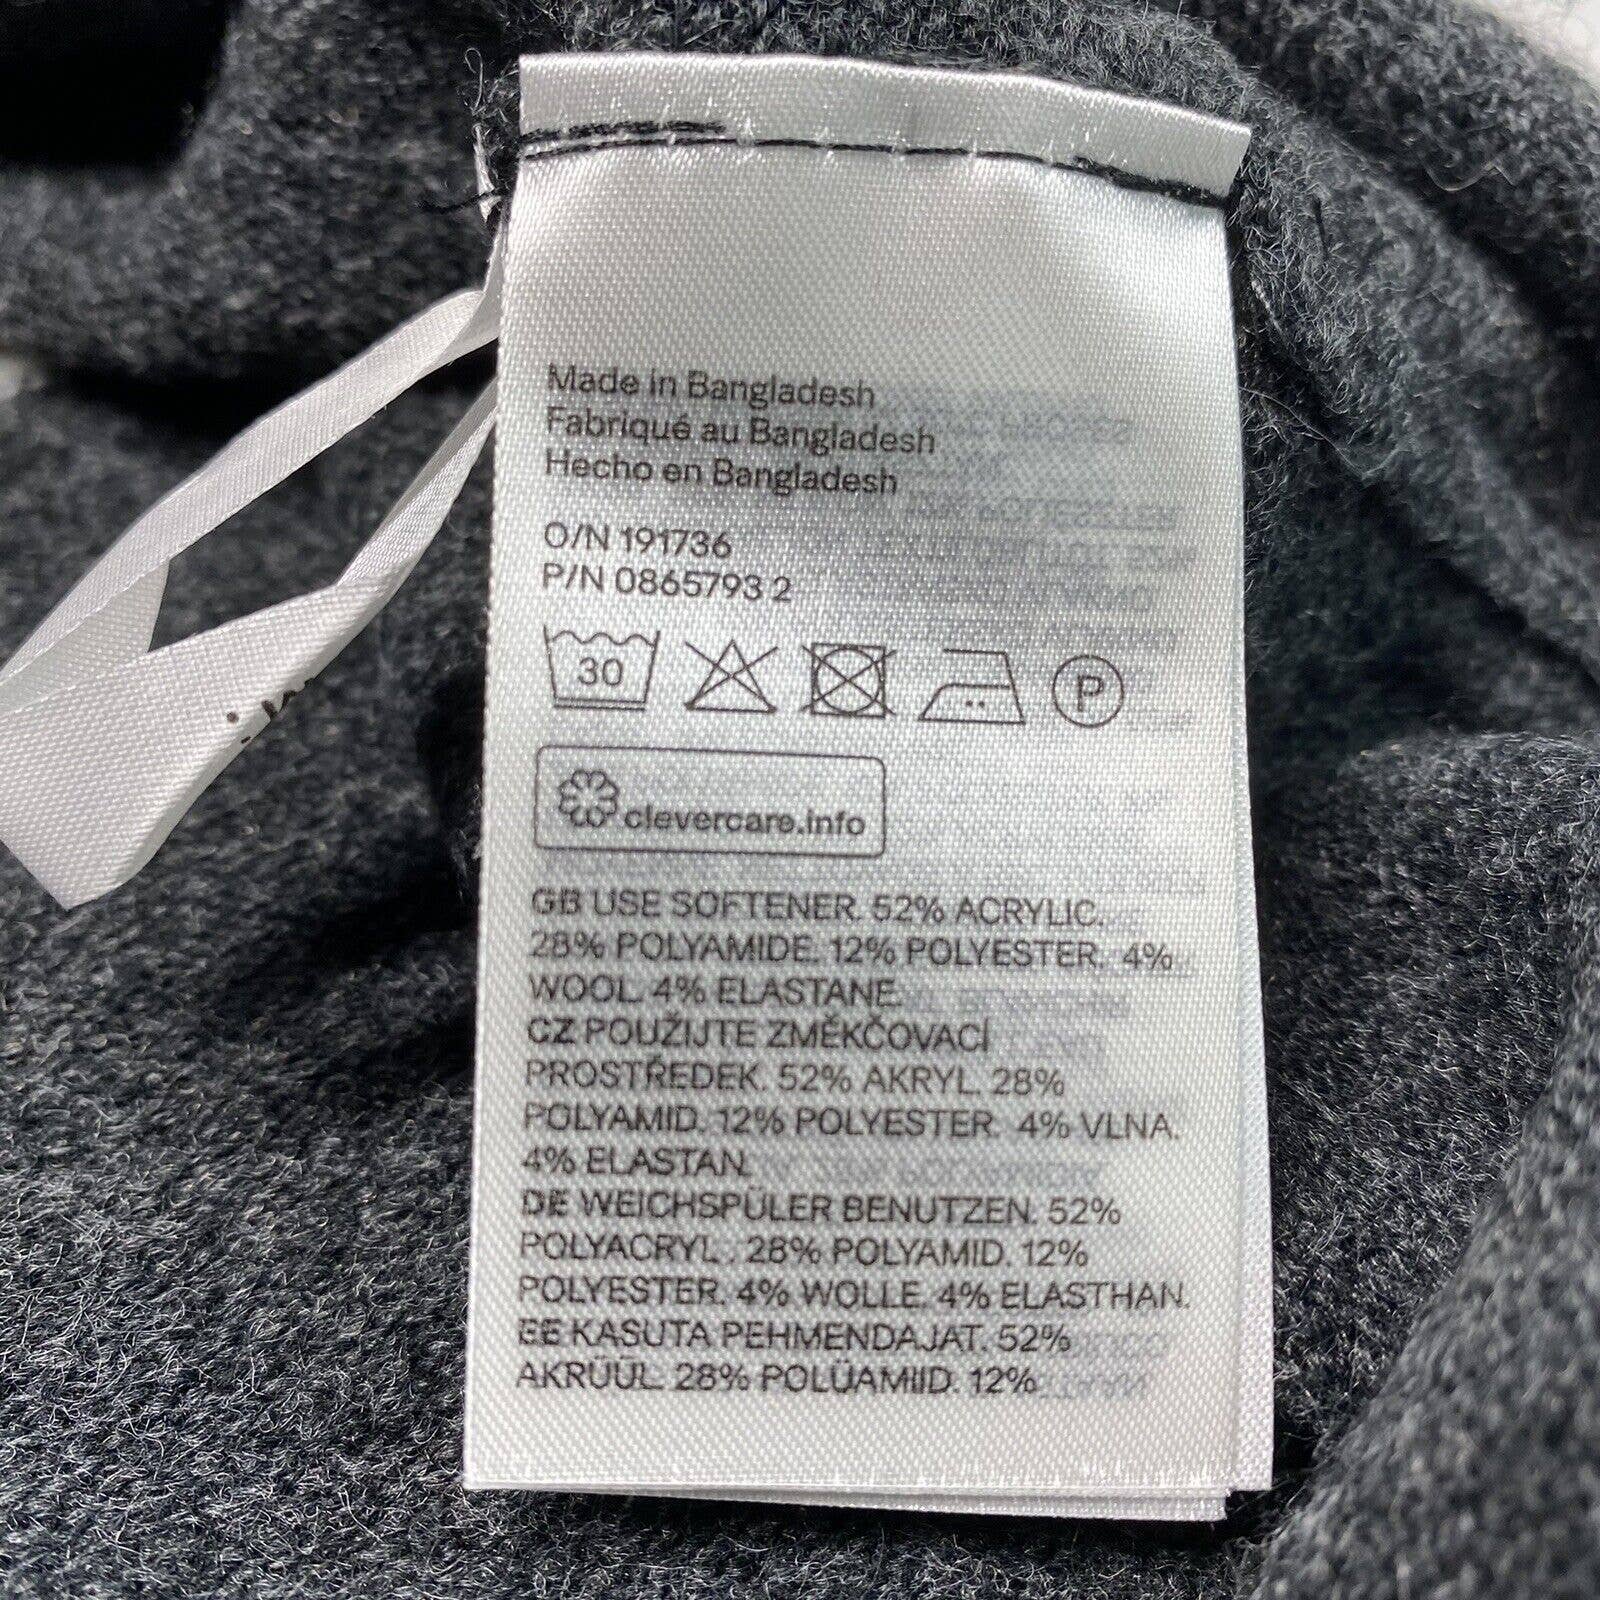 Made in Bangladesh
Fabriqué au Bangladesh
Hecho en Bangladesh
O/N 191736
P/N 0865793 2
30
P
clevercare.info
GB USE SOFTENER. 52% ACRYLIC.
28% POLYAMIDE. 12% POLYESTER. 4%
WOOL. 4% ELASTANE.
CZ POUŽIJTE ZMĚKČOVACÍ
PROSTŘEDEK. 52% AKRYL. 28%
POLYAMID. 12% POLYESTER. 4% VLNA.
4% ELASTAN.
DE WEICHSPÜLER BENUTZEN. 52%
POLYACRYL . 28% POLYAMID. 12%
POLYESTER. 4% WOLLE. 4% ELASTHAN.
EE KASUTA PEHMENDAJAT. 52%
AKRÜÜL. 28% POLÜAMIID. 12%